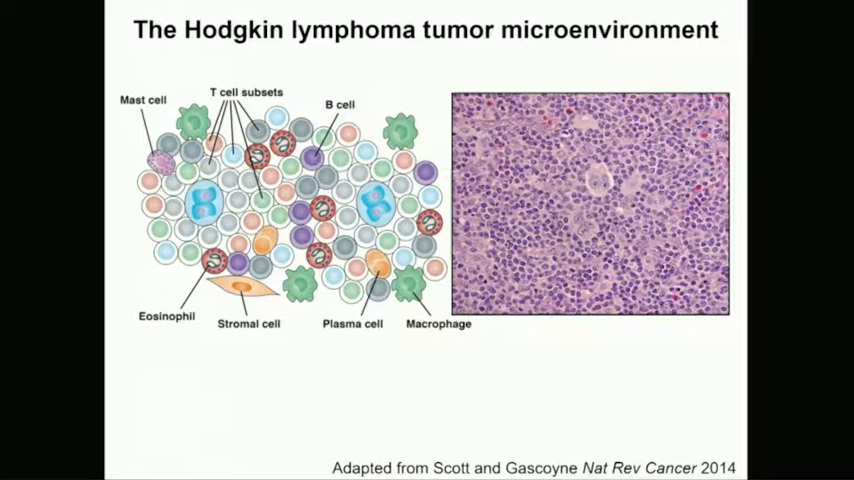 The Hodgkin lymphoma tumor microenvironment
T cell subsets
Mast cell
B cell
Eosinophil
Stromal cell
Plasma cell
Macrophage
Adapted from Scott and Gascoyne Nat Rev Cancer 2014